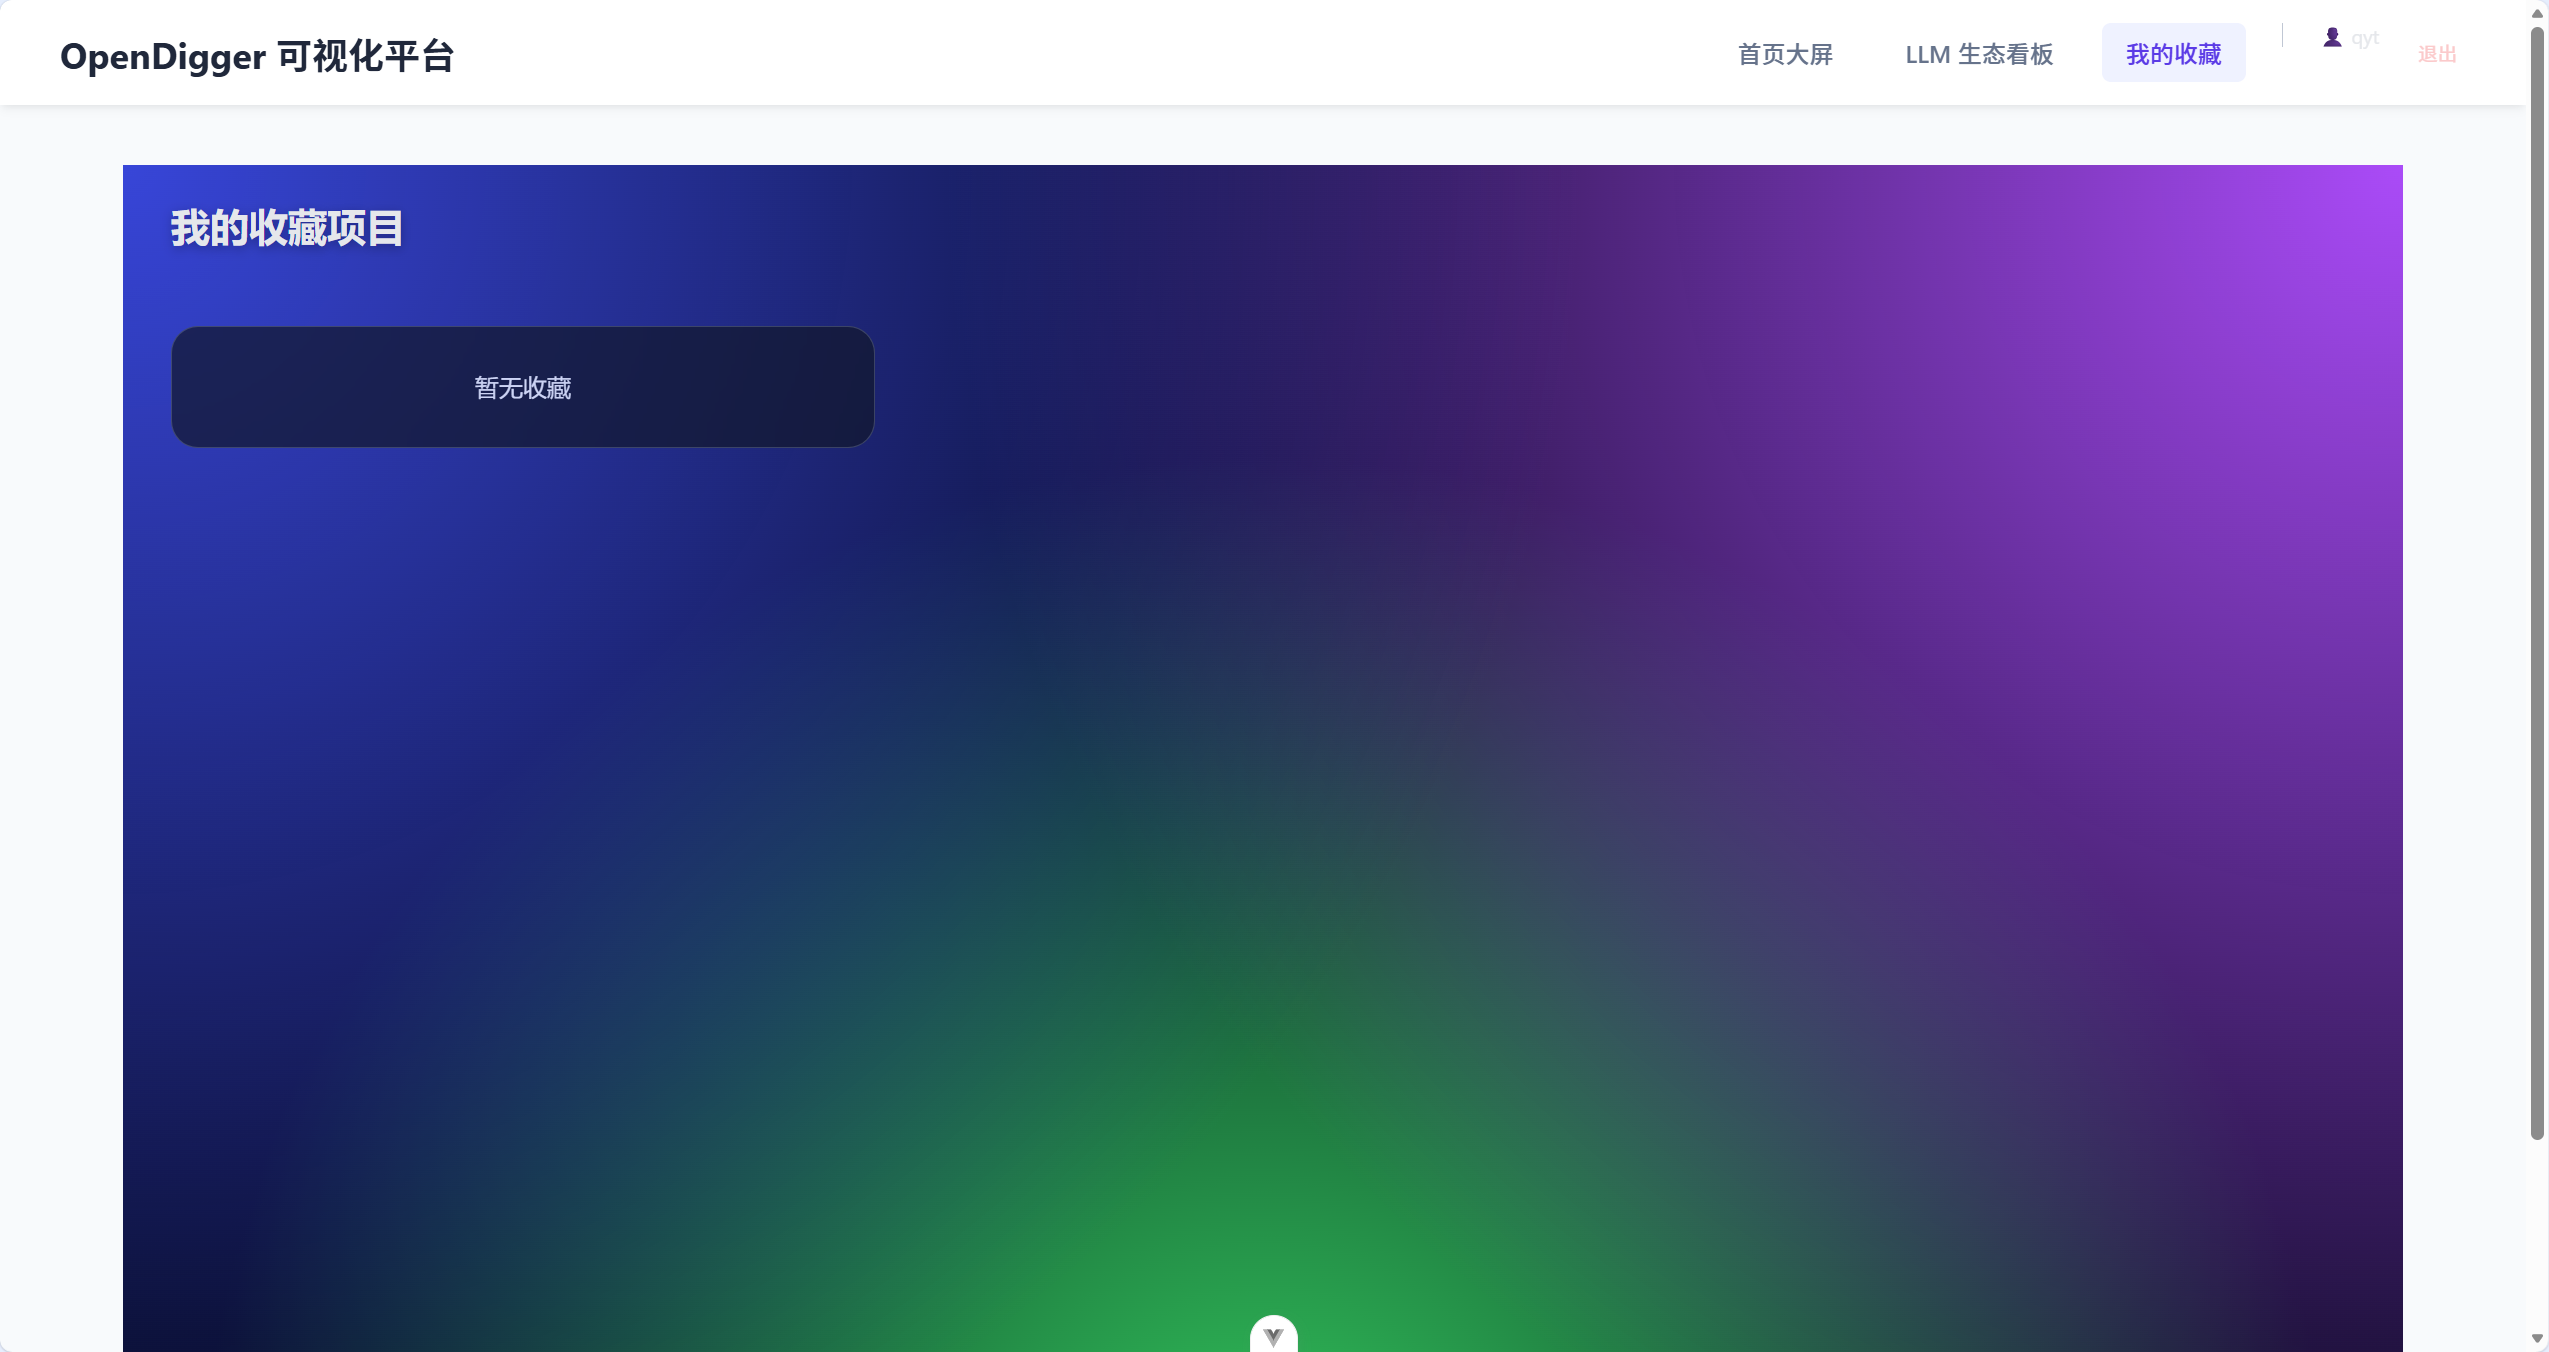 OpenDigger 可视化平台
首页大屏
LLM 生态看板
我的收藏
qyt
退出
我的收藏项目
暂无收藏